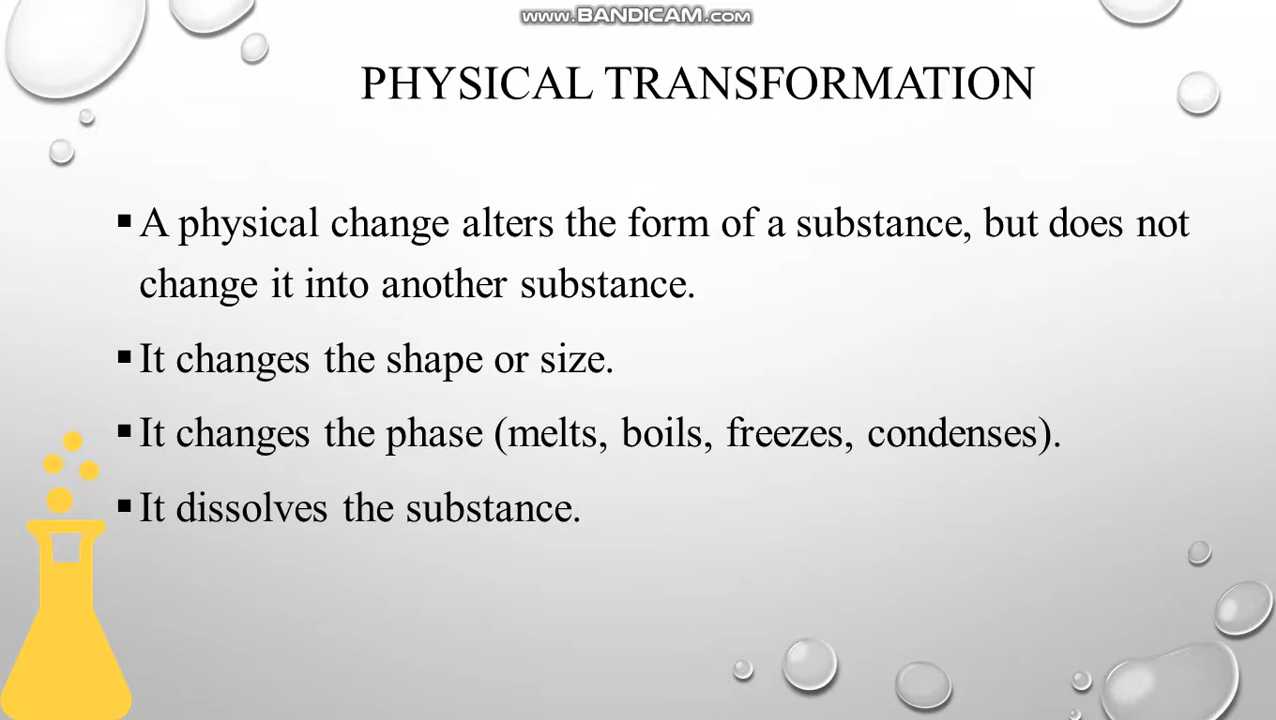 www.BANDICAM.com
PHYSICAL TRANSFORMATION
▪ A physical change alters the form of a substance, but does not
change it into another substance.
▪ It changes the shape or size.
▪ It changes the phase (melts, boils, freezes, condenses).
▪ It dissolves the substance.